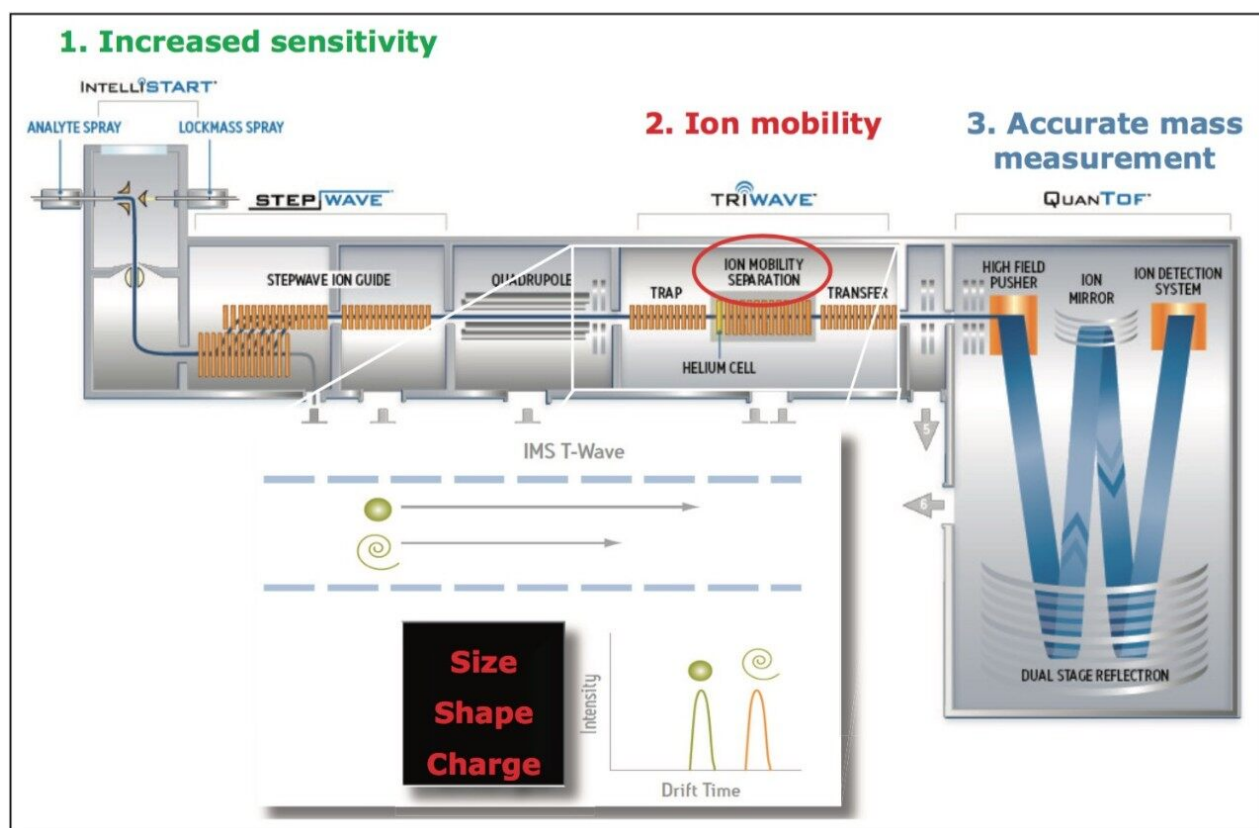 1. Increased sensitivity
INTELLISTART
ANALYTE SPRAY
LOCKMASS SPRAY
2. Ion mobility
3. Accurate mass
measurement
STEPWAVE
TRIWAVE
QUANTOF
STEPWAVE ION GUIDE
QUADRUPOLE
TRAP
ION MOBILITY
SEPARATION
TRANSFER
HELIUM CELL
HIGH FIELD
PUSHER
ION
MIRROR
ION DETECTION
SYSTEM
5
6
DUAL STAGE REFLECTRON
IMS T-Wave
Size
Shape
Charge
Intensity
Drift Time